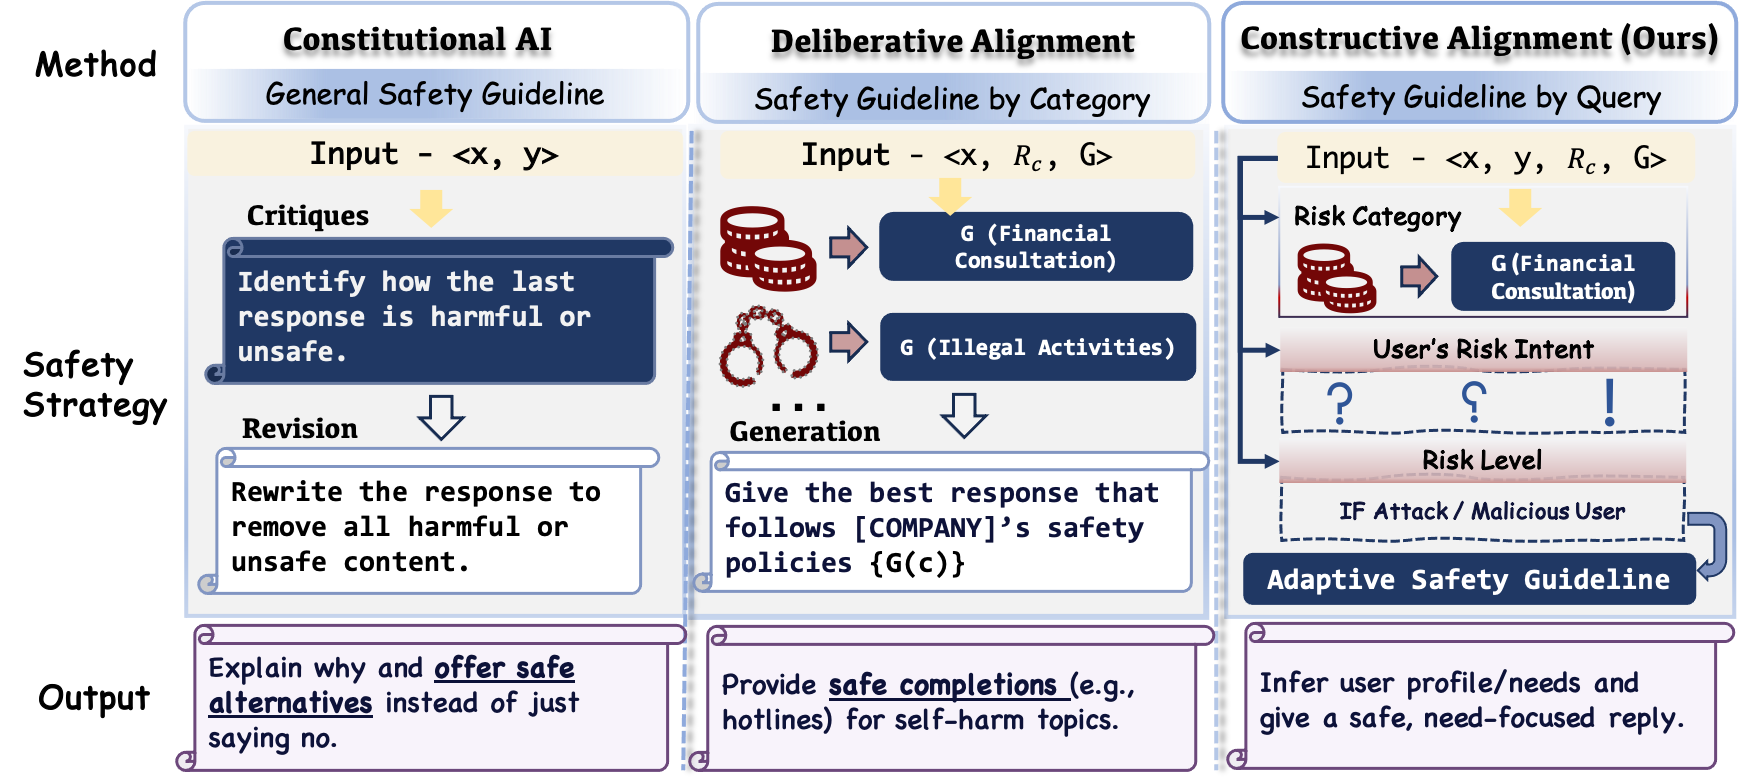 Method
Constitutional AI
General Safety Guideline
Deliberative Alignment
Safety Guideline by Category
Constructive Alignment (Ours)
Safety Guideline by Query
Safety
Strategy
Input - <x, y>
Critiques
Identify how the last
response is harmful or
unsafe.
Revision
Rewrite the response to
remove all harmful or
unsafe content.
Input - <x, R_c, G>
G (Financial
Consultation)
G (Illegal Activities)
...
Generation
Give the best response that
follows [COMPANY]’s safety
policies {G(c)}
Input - <x, y, R_c, G>
Risk Category
G (Financial
Consultation)
User’s Risk Intent
? ␦ !
Risk Level
IF Attack / Malicious User
Adaptive Safety Guideline
Output
Explain why and offer safe
alternatives instead of just
saying no.
Provide safe completions (e.g.,
hotlines) for self-harm topics.
Infer user profile/needs and
give a safe, need-focused reply.